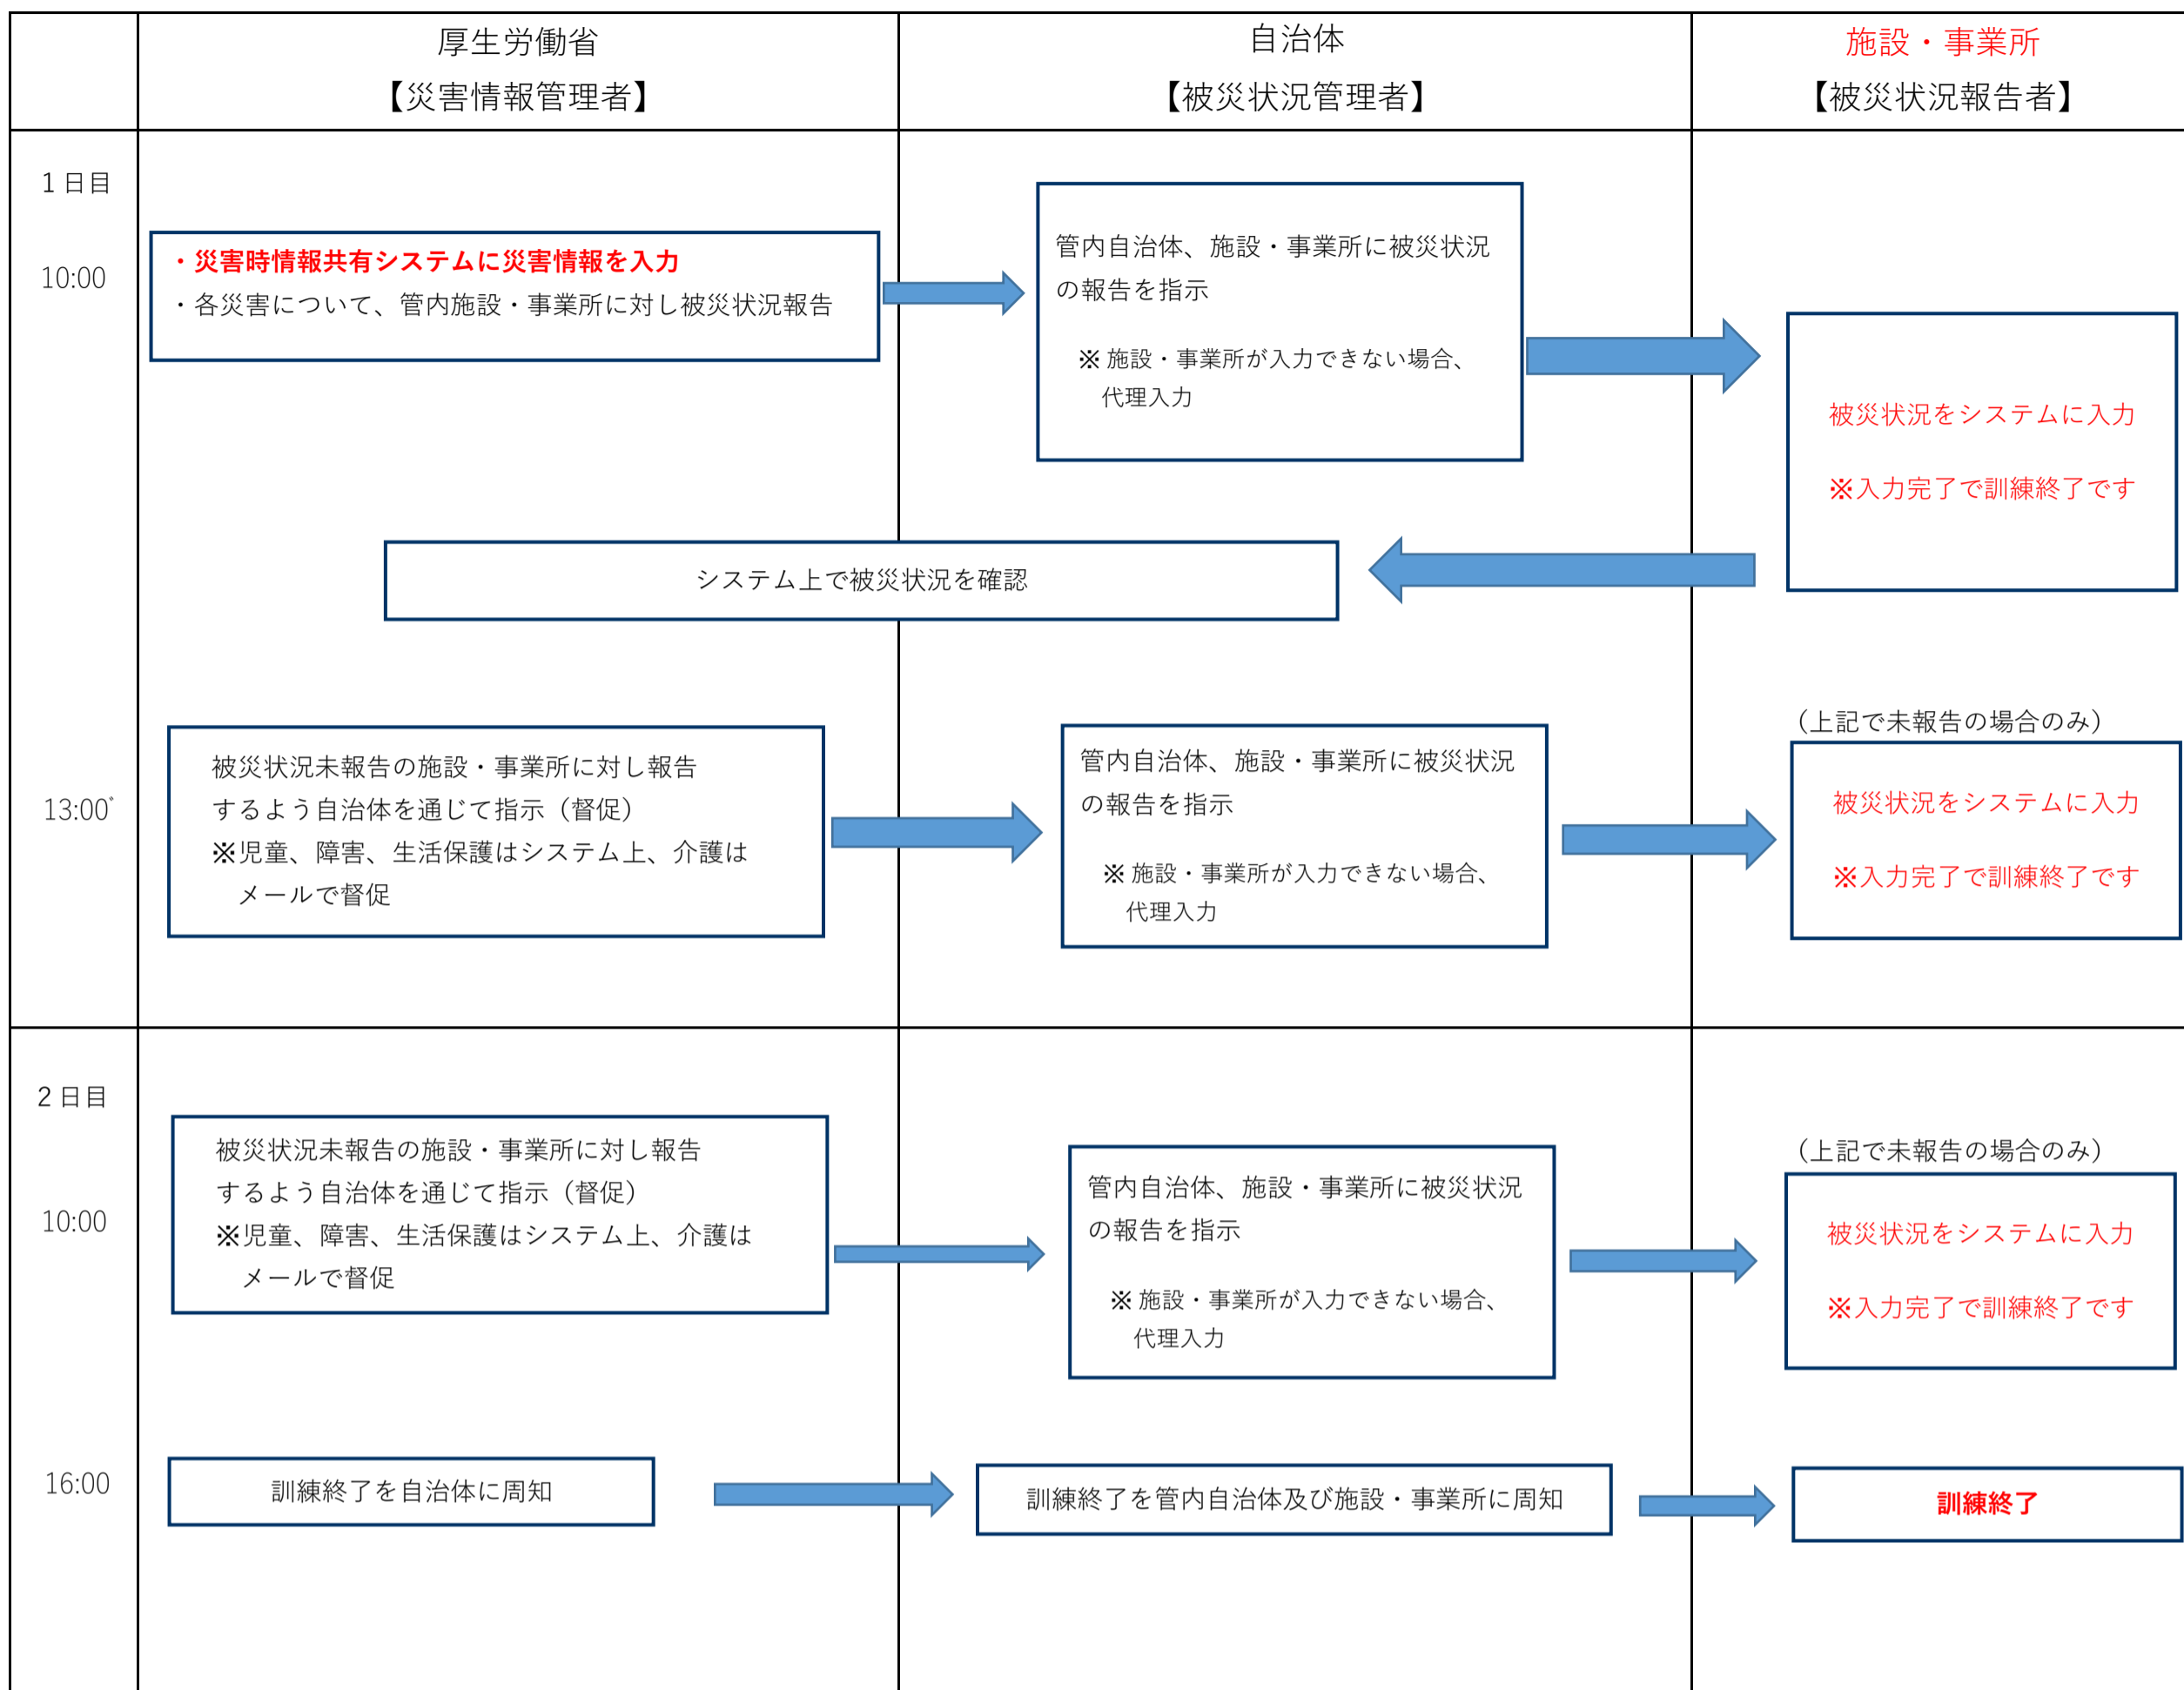 厚生労働省
【災害情報管理者】
自治体
【被災状況管理者】
施設・事業所
【被災状況報告者】
1 日目
10:00
・災害時情報共有システムに災害情報を入力
・各災害について、管内施設・事業所に対し被災状況報告
管内自治体、施設・事業所に被災状況
の報告を指示
※ 施設・事業所が入力できない場合、
代理入力
被災状況をシステムに入力
※入力完了で訓練終了です
システム上で被災状況を確認
13:00
被災状況未報告の施設・事業所に対し報告
するよう自治体を通じて指示（督促）
※児童、障害、生活保護はシステム上、介護は
メールで督促
管内自治体、施設・事業所に被災状況
の報告を指示
※ 施設・事業所が入力できない場合、
代理入力
（上記で未報告の場合のみ）
被災状況をシステムに入力
※入力完了で訓練終了です
2 日目
10:00
被災状況未報告の施設・事業所に対し報告
するよう自治体を通じて指示（督促）
※児童、障害、生活保護はシステム上、介護は
メールで督促
管内自治体、施設・事業所に被災状況
の報告を指示
※ 施設・事業所が入力できない場合、
代理入力
（上記で未報告の場合のみ）
被災状況をシステムに入力
※入力完了で訓練終了です
16:00
訓練終了を自治体に周知
訓練終了を管内自治体及び施設・事業所に周知
訓練終了